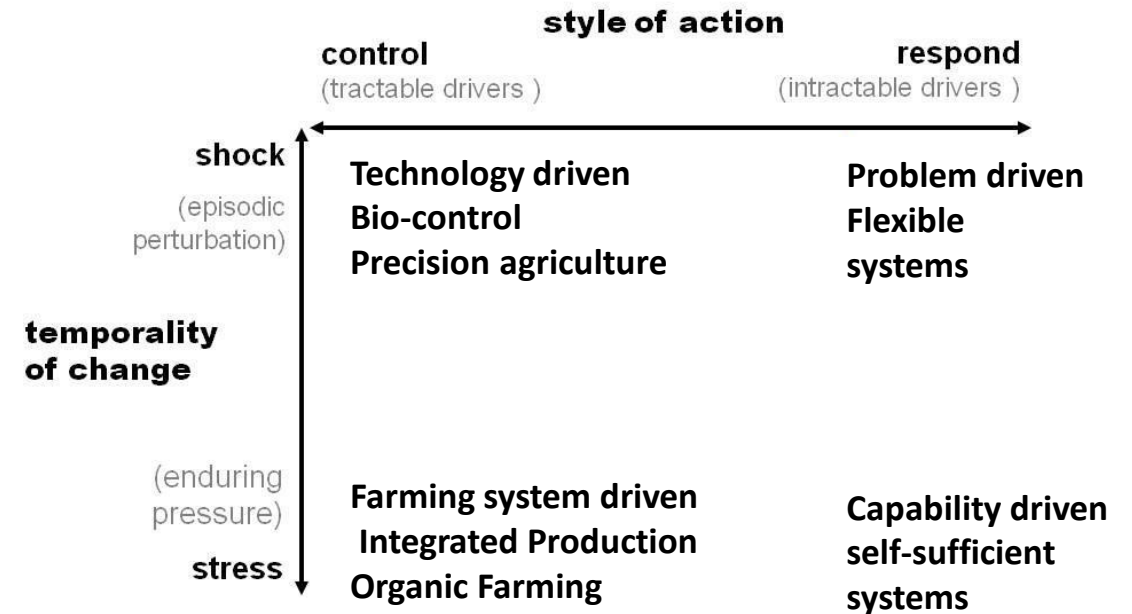 style of action
control
respond
(tractable drivers )
(intractable drivers )
shock
(episodic
perturbation)
Technology driven
Bio-control
Precision agriculture
Problem driven
Flexible
systems
temporality
of change
(enduring
pressure)
stress
Farming system driven
Integrated Production
Organic Farming
Capability driven
self-sufficient
systems